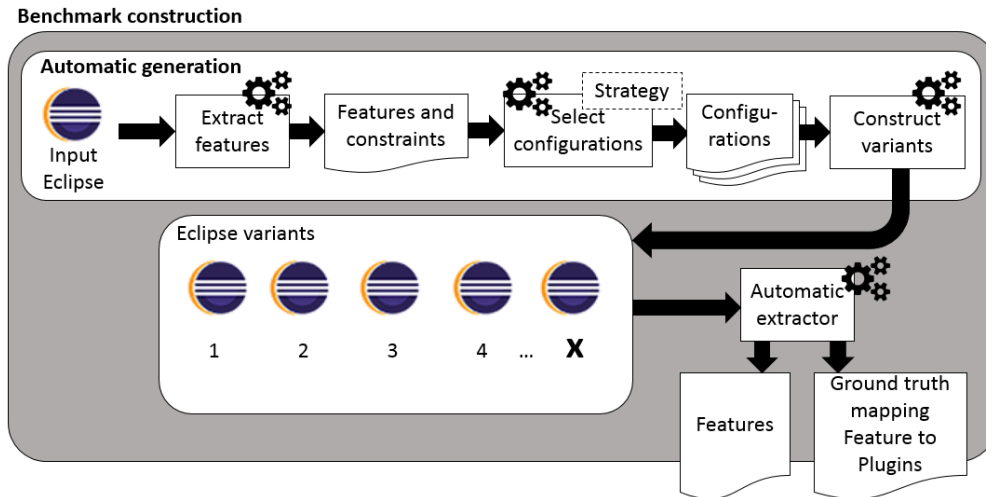 Benchmark construction
Automatic generation
Input
Eclipse
Extract
features
Features and
constraints
Strategy
Select
configurations
Configu-
rations
Construct
variants
Eclipse variants
1 2 3 4 ... X
Automatic
extractor
Features
Ground truth
mapping
Feature to
Plugins